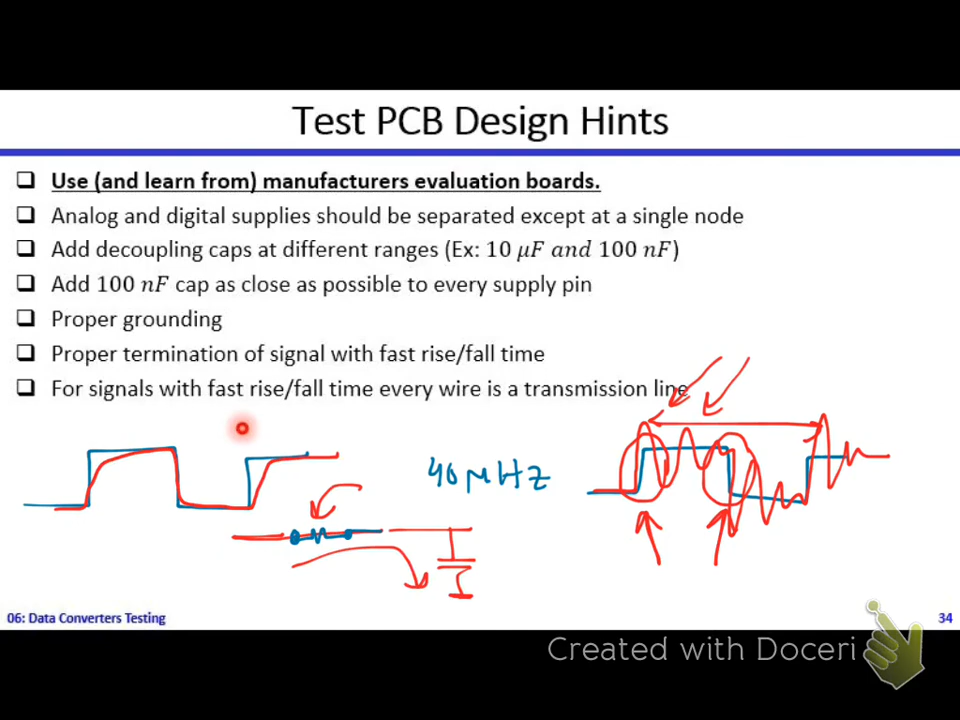 Test PCB Design Hints
Use (and learn from) manufacturers evaluation boards.
Analog and digital supplies should be separated except at a single node
Add decoupling caps at different ranges (Ex: 10 μF and 100 nF)
Add 100 nF cap as close as possible to every supply pin
Proper grounding
Proper termination of signal with fast rise/fall time
For signals with fast rise/fall time every wire is a transmission line
40 MHz
06: Data Converters Testing
34
Created with Doceri